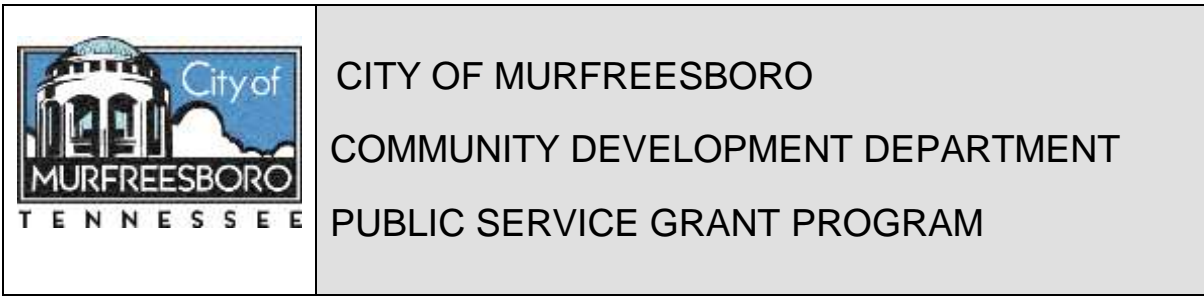 City of
MURFREESBORO
TENNESSEE
CITY OF MURFREESBORO
COMMUNITY DEVELOPMENT DEPARTMENT
PUBLIC SERVICE GRANT PROGRAM